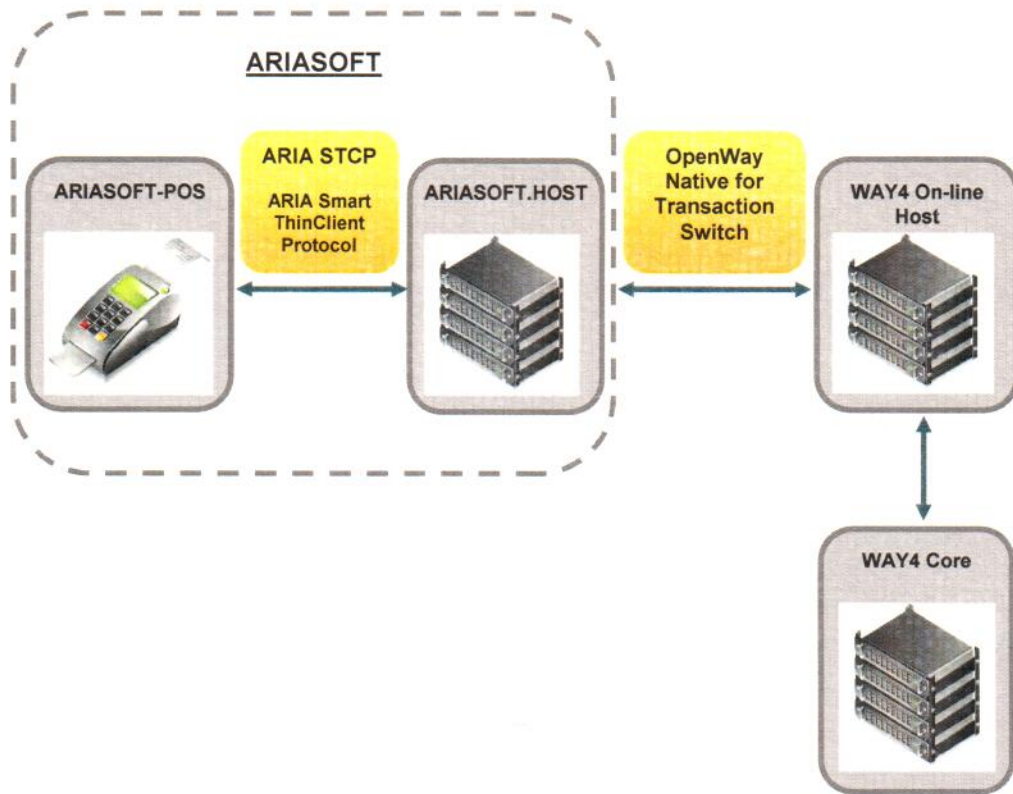 ARIASOFT
ARIASOFT-POS
ARIA STCP
ARIA Smart
ThinClient
Protocol
ARIASOFT.HOST
OpenWay
Native for
Transaction
Switch
WAY4 On-line
Host
WAY4 Core